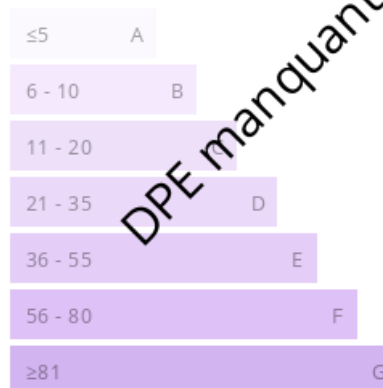 ≤5 A
6 - 10 B
11 - 20 C
21 - 35 D
36 - 55 E
56 - 80 F
≥81 G
DPE manquant